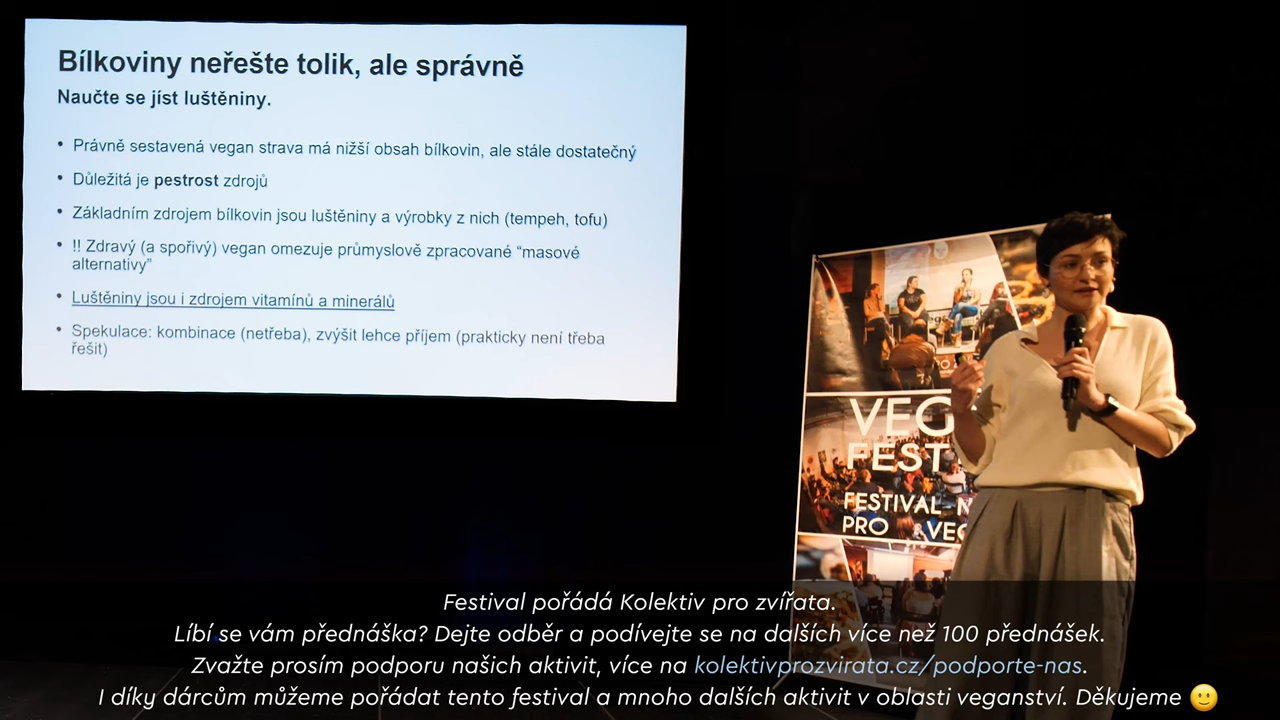 Bílkoviny neřešte tolik, ale správně
Naučte se jíst luštěniny.
• Právně sestavená vegan strava má nižší obsah bílkovin, ale stále dostatečný
• Důležitá je pestrost zdrojů
• Základním zdrojem bílkovin jsou luštěniny a výrobky z nich (tempeh, tofu)
• !! Zdravý (a spořivý) vegan omezuje průmyslově zpracované “masové
alternativy”
• Luštěniny jsou i zdrojem vitamínů a minerálů
• Spekulace: kombinace (netřeba), zvýšit lehce příjem (prakticky není třeba
řešit)
VEG
FEST
FESTIVAL N
PRO & VEG
Festival pořádá Kolektiv pro zvířata.
Líbí se vám přednáška? Dejte odběr a podívejte se na dalších více než 100 přednášek.
Zvažte prosím podporu našich aktivit, více na kolektivprozvirata.cz/podporte-nas.
I díky dárcům můžeme pořádat tento festival a mnoho dalších aktivit v oblasti veganství. Děkujeme 🙂